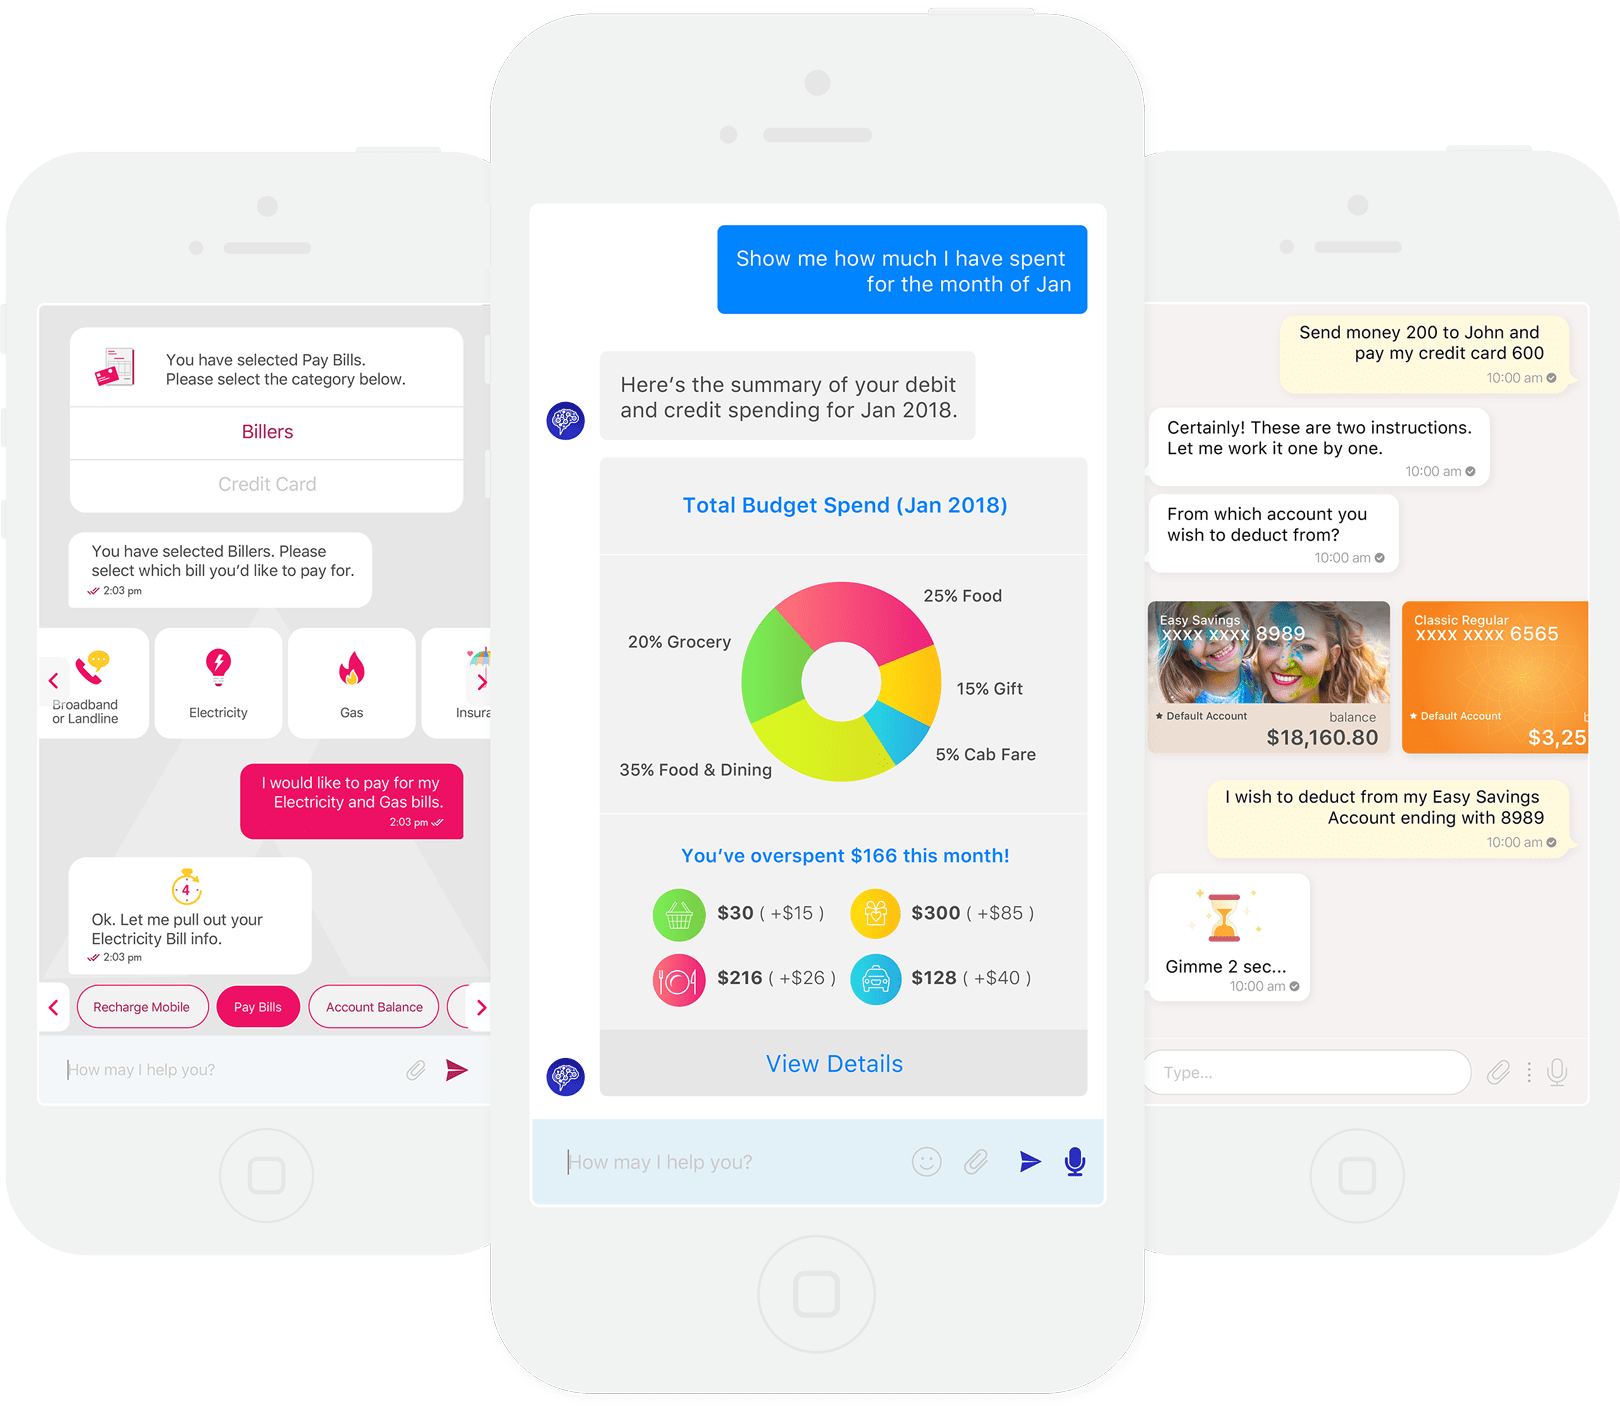 You have selected Pay Bills.
Please select the category below.
Billers
Credit Card
You have selected Billers. Please
select which bill you’d like to pay for.
2:03 pm
Broadband
or Landline
Electricity
Gas
Insura
I would like to pay for my
Electricity and Gas bills.
2:03 pm
4
Ok. Let me pull out your
Electricity Bill info.
2:03 pm
Recharge Mobile
Pay Bills
Account Balance
How may I help you?
Show me how much I have spent
for the month of Jan
Here’s the summary of your debit
and credit spending for Jan 2018.
Total Budget Spend (Jan 2018)
25% Food
20% Grocery
15% Gift
5% Cab Fare
35% Food & Dining
You’ve overspent $166 this month!
$30 ( +$15 )
$300 ( +$85 )
$216 ( +$26 )
$128 ( +$40 )
View Details
How may I help you?
Send money 200 to John and
pay my credit card 600
10:00 am
Certainly! These are two instructions.
Let me work it one by one.
10:00 am
From which account you
wish to deduct from?
10:00 am
Easy Savings
xxxx xxxx 8989
Default Account
balance
$18,160.80
Classic Regular
xxxx xxxx 6565
Default Account
$3,25
I wish to deduct from my Easy Savings
Account ending with 8989
10:00 am
Gimme 2 sec...
10:00 am
Type...